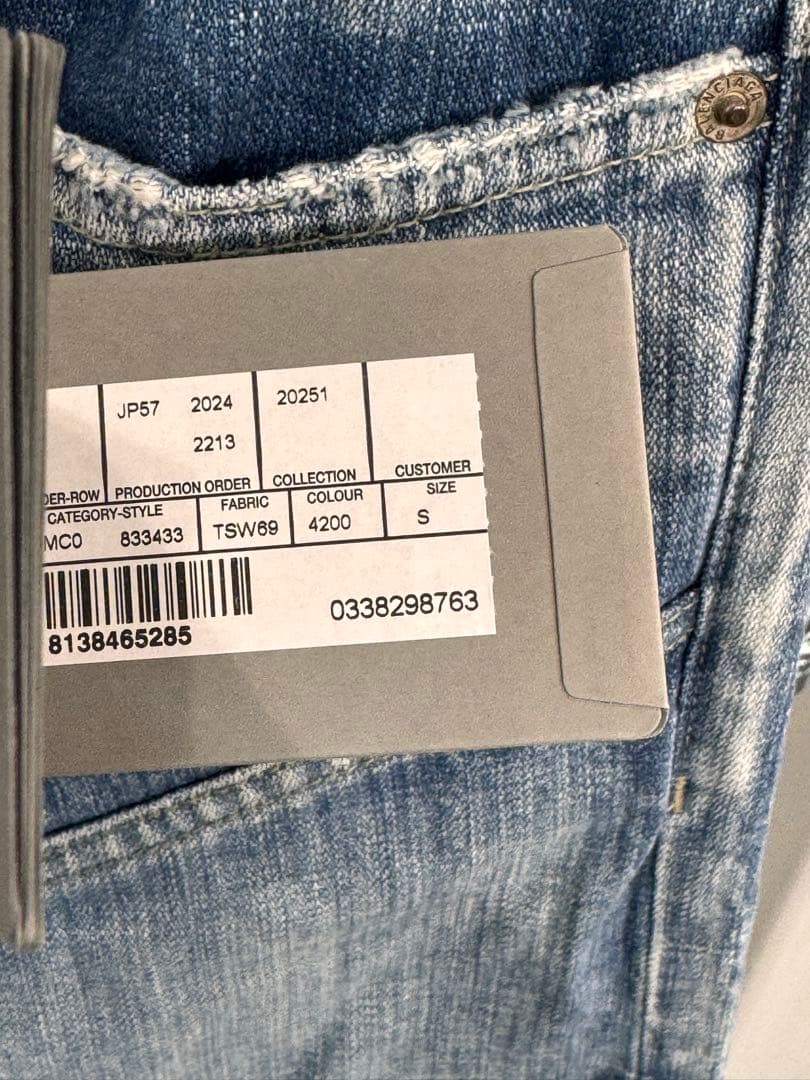 BALENCIAGA
JP57 2024 20251
2213
DER-ROW PRODUCTION ORDER COLLECTION CUSTOMER
CATEGORY-STYLE FABRIC COLOUR SIZE
MC0 833433 TSW69 4200 S
8138465285 0338298763